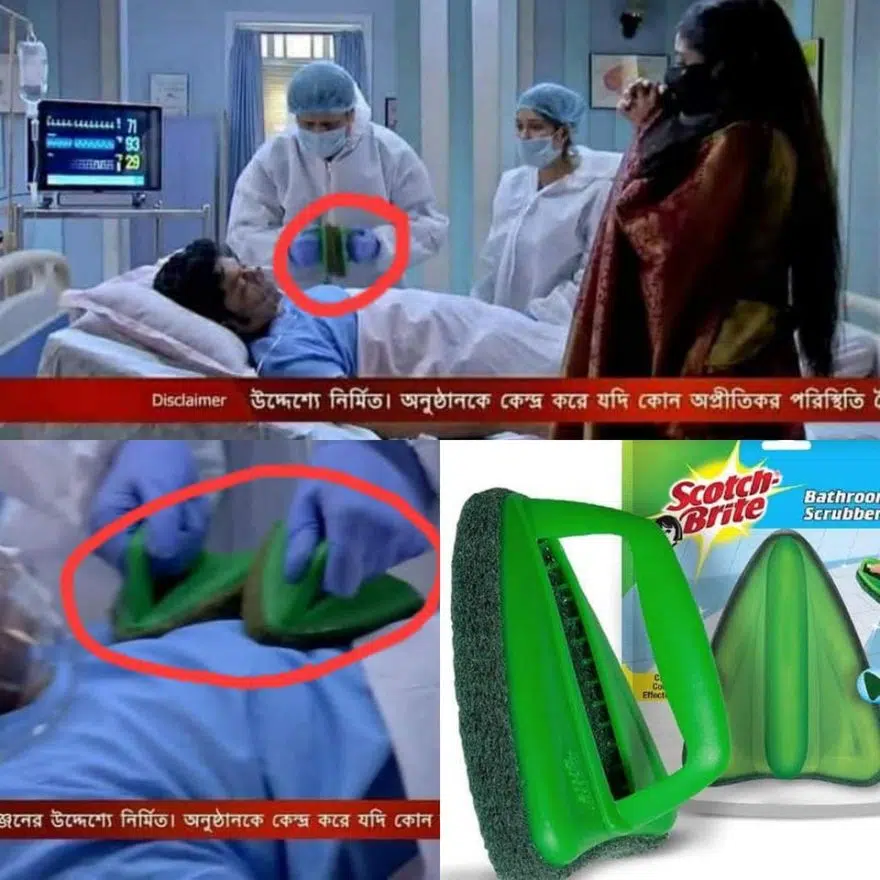 71
93
29
Disclaimer উদ্দেশ্যে নির্মিত। অনুষ্ঠানকে কেন্দ্র করে যদি কোন অপ্রীতিকর পরিস্থিতি
উদ্দেশ্যে নির্মিত। অনুষ্ঠানকে কেন্দ্র করে যদি কোন
Scotch-
Brite
Bathroom
Scrubber